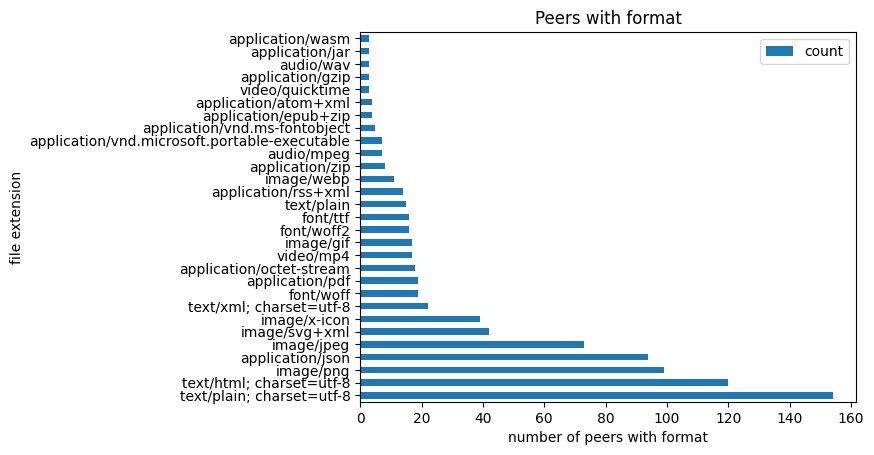 Peers with format
count
file extension
application/wasm
application/jar
audio/wav
application/gzip
video/quicktime
application/atom+xml
application/epub+zip
application/vnd.ms-fontobject
application/vnd.microsoft.portable-executable
audio/mpeg
application/zip
image/webp
application/rss+xml
text/plain
font/ttf
font/woff2
image/gif
video/mp4
application/octet-stream
application/pdf
font/woff
text/xml; charset=utf-8
image/x-icon
image/svg+xml
image/jpeg
application/json
image/png
text/html; charset=utf-8
text/plain; charset=utf-8
0 20 40 60 80 100 120 140 160
number of peers with format